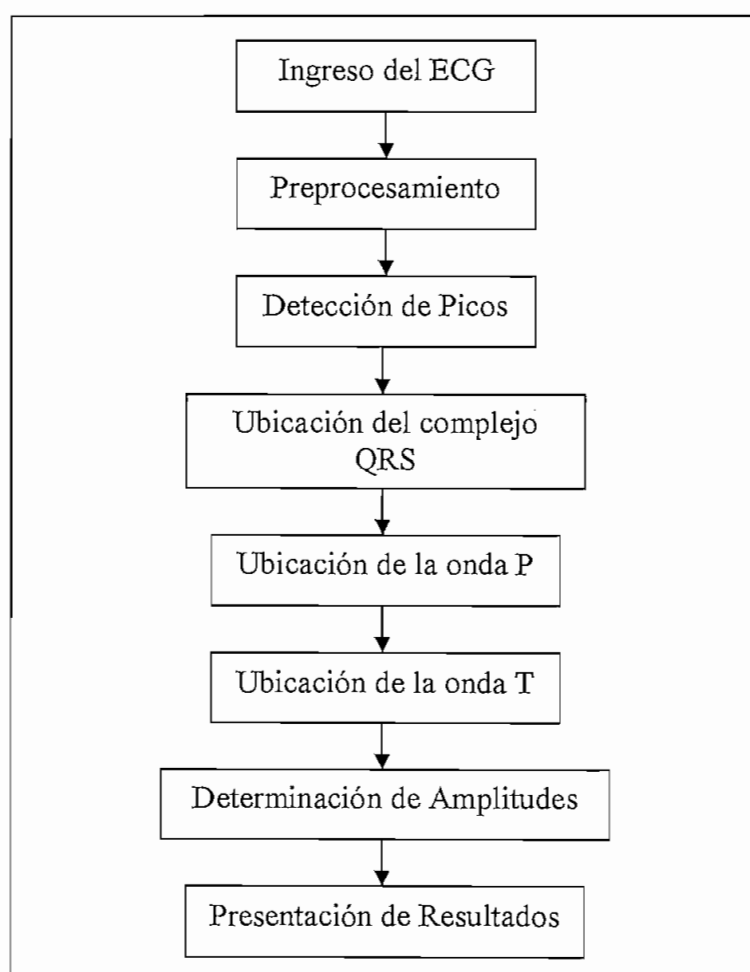 Ingreso del ECG
Preprocesamiento
Detección de Picos
Ubicación del complejo
QRS
Ubicación de la onda P
Ubicación de la onda T
Determinación de Amplitudes
Presentación de Resultados